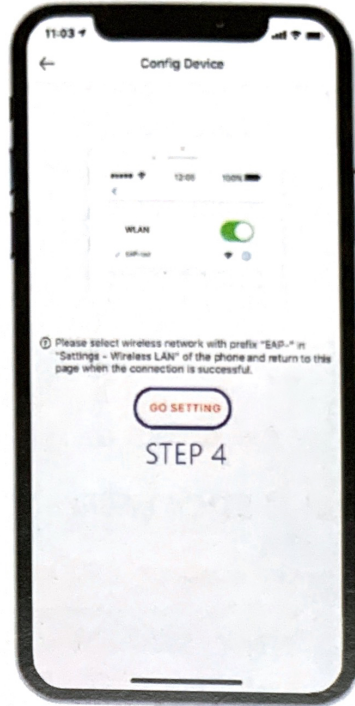 11:03
Config Device
12:00 100%
WLAN
Please select wireless network with prefix "EAP-" in
"Settings - Wireless LAN" of the phone and return to this
page when the connection is successful.
GO SETTING
STEP 4